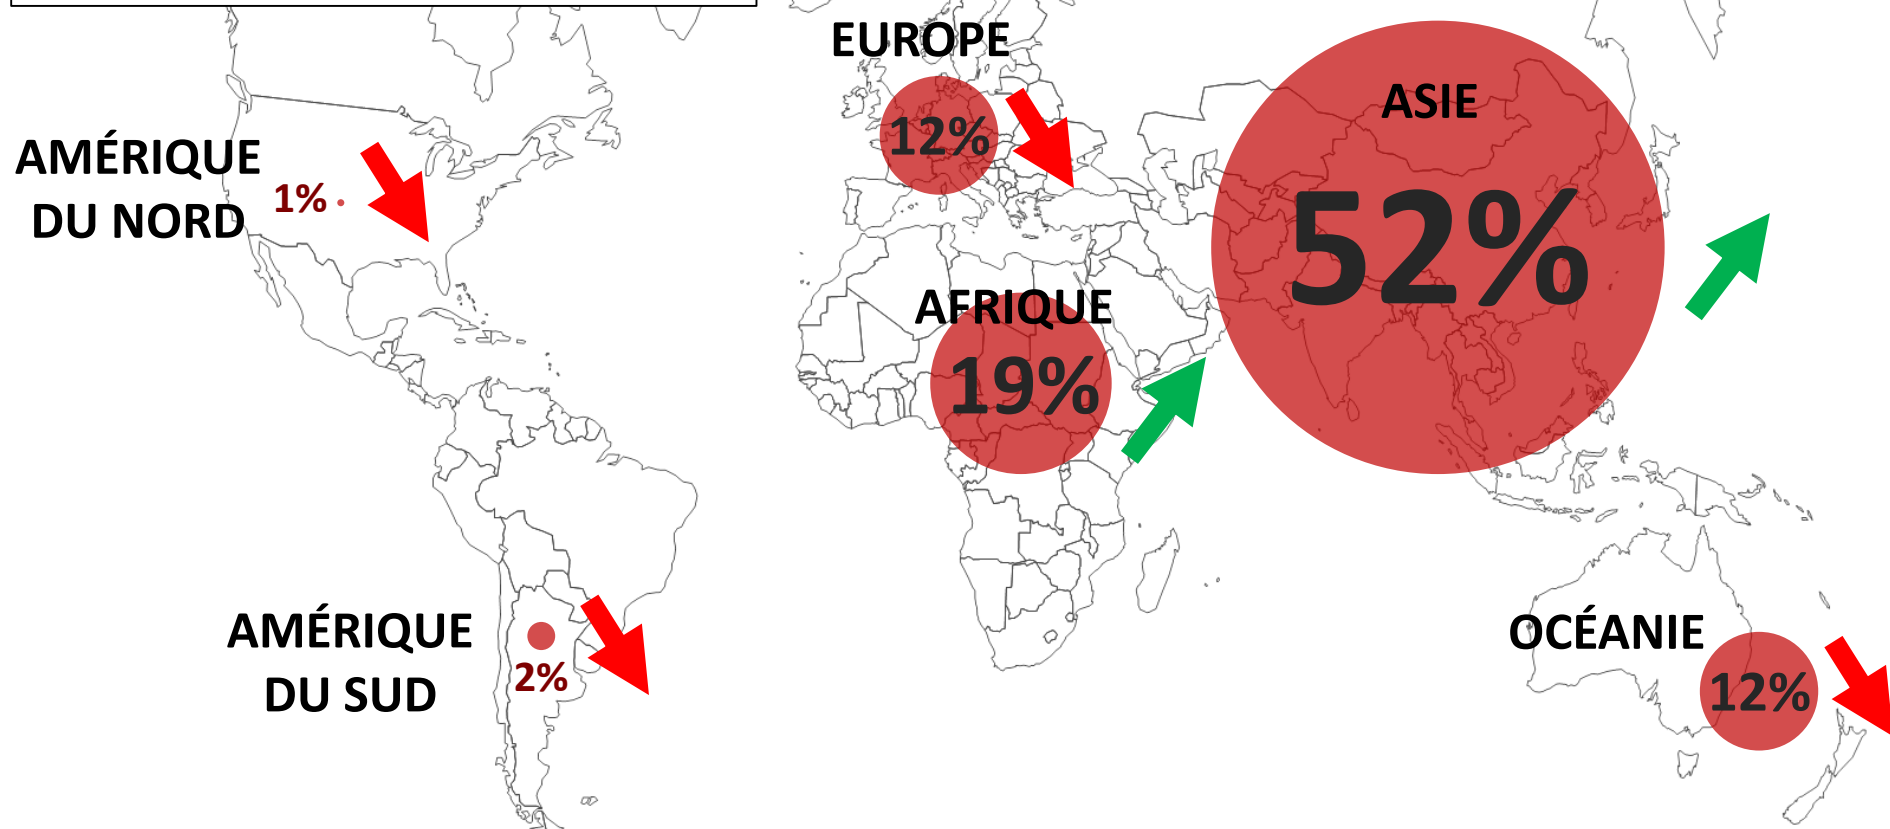 EUROPE
12%
ASIE
52%
AMÉRIQUE
DU NORD
1%
AFRIQUE
19%
AMÉRIQUE
DU SUD
2%
OCÉANIE
12%